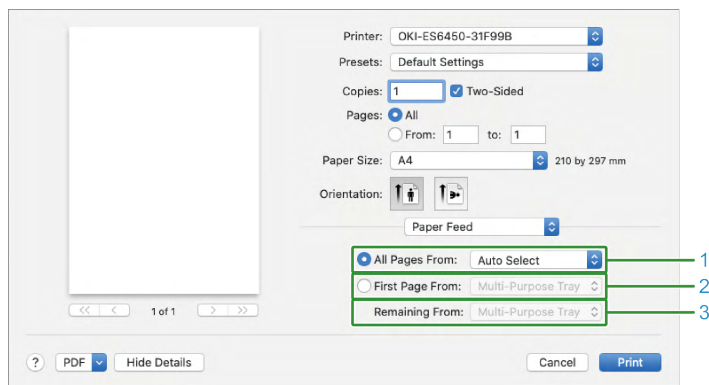 Printer: OKI-ES6450-31F99B
Presets: Default Settings
Copies: 1 Two-Sided
Pages: All
From: 1 to: 1
Paper Size: A4 210 by 297 mm
Orientation:
Paper Feed
All Pages From: Auto Select 1
First Page From: Multi-Purpose Tray 2
Remaining From: Multi-Purpose Tray 3
<< < 1 of 1 > >>
? PDF Hide Details Cancel Print